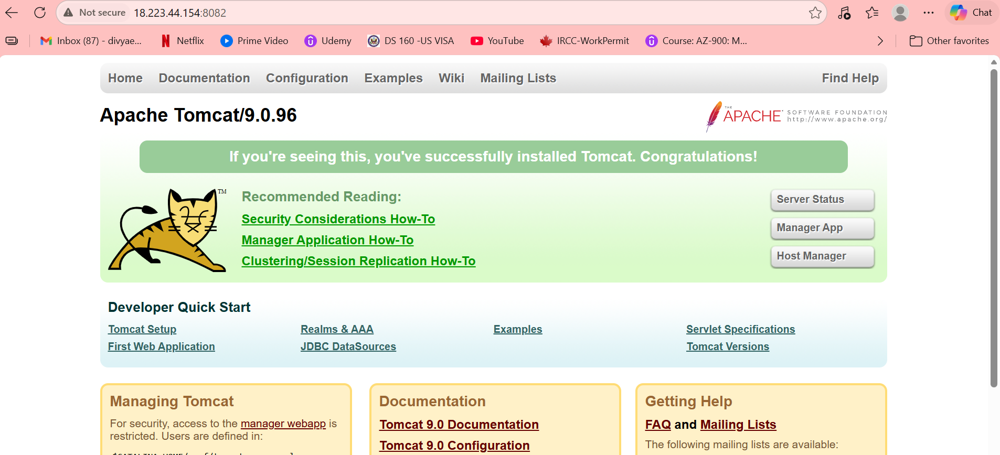 Not secure 18.223.44.154:8082
Chat
Inbox (87) - divyae... Netflix Prime Video Udemy DS 160 -US VISA YouTube IRCC-WorkPermit Course: AZ-900: M... Other favorites
Home Documentation Configuration Examples Wiki Mailing Lists Find Help
Apache Tomcat/9.0.96
THE
APACHE SOFTWARE FOUNDATION
http://www.apache.org/
If you're seeing this, you've successfully installed Tomcat. Congratulations!
TM
Recommended Reading:
Security Considerations How-To
Manager Application How-To
Clustering/Session Replication How-To
Server Status
Manager App
Host Manager
Developer Quick Start
Tomcat Setup
First Web Application
Realms & AAA
JDBC DataSources
Examples
Servlet Specifications
Tomcat Versions
Managing Tomcat
For security, access to the manager webapp is
restricted. Users are defined in:
Documentation
Tomcat 9.0 Documentation
Tomcat 9.0 Configuration
Getting Help
FAQ and Mailing Lists
The following mailing lists are available: